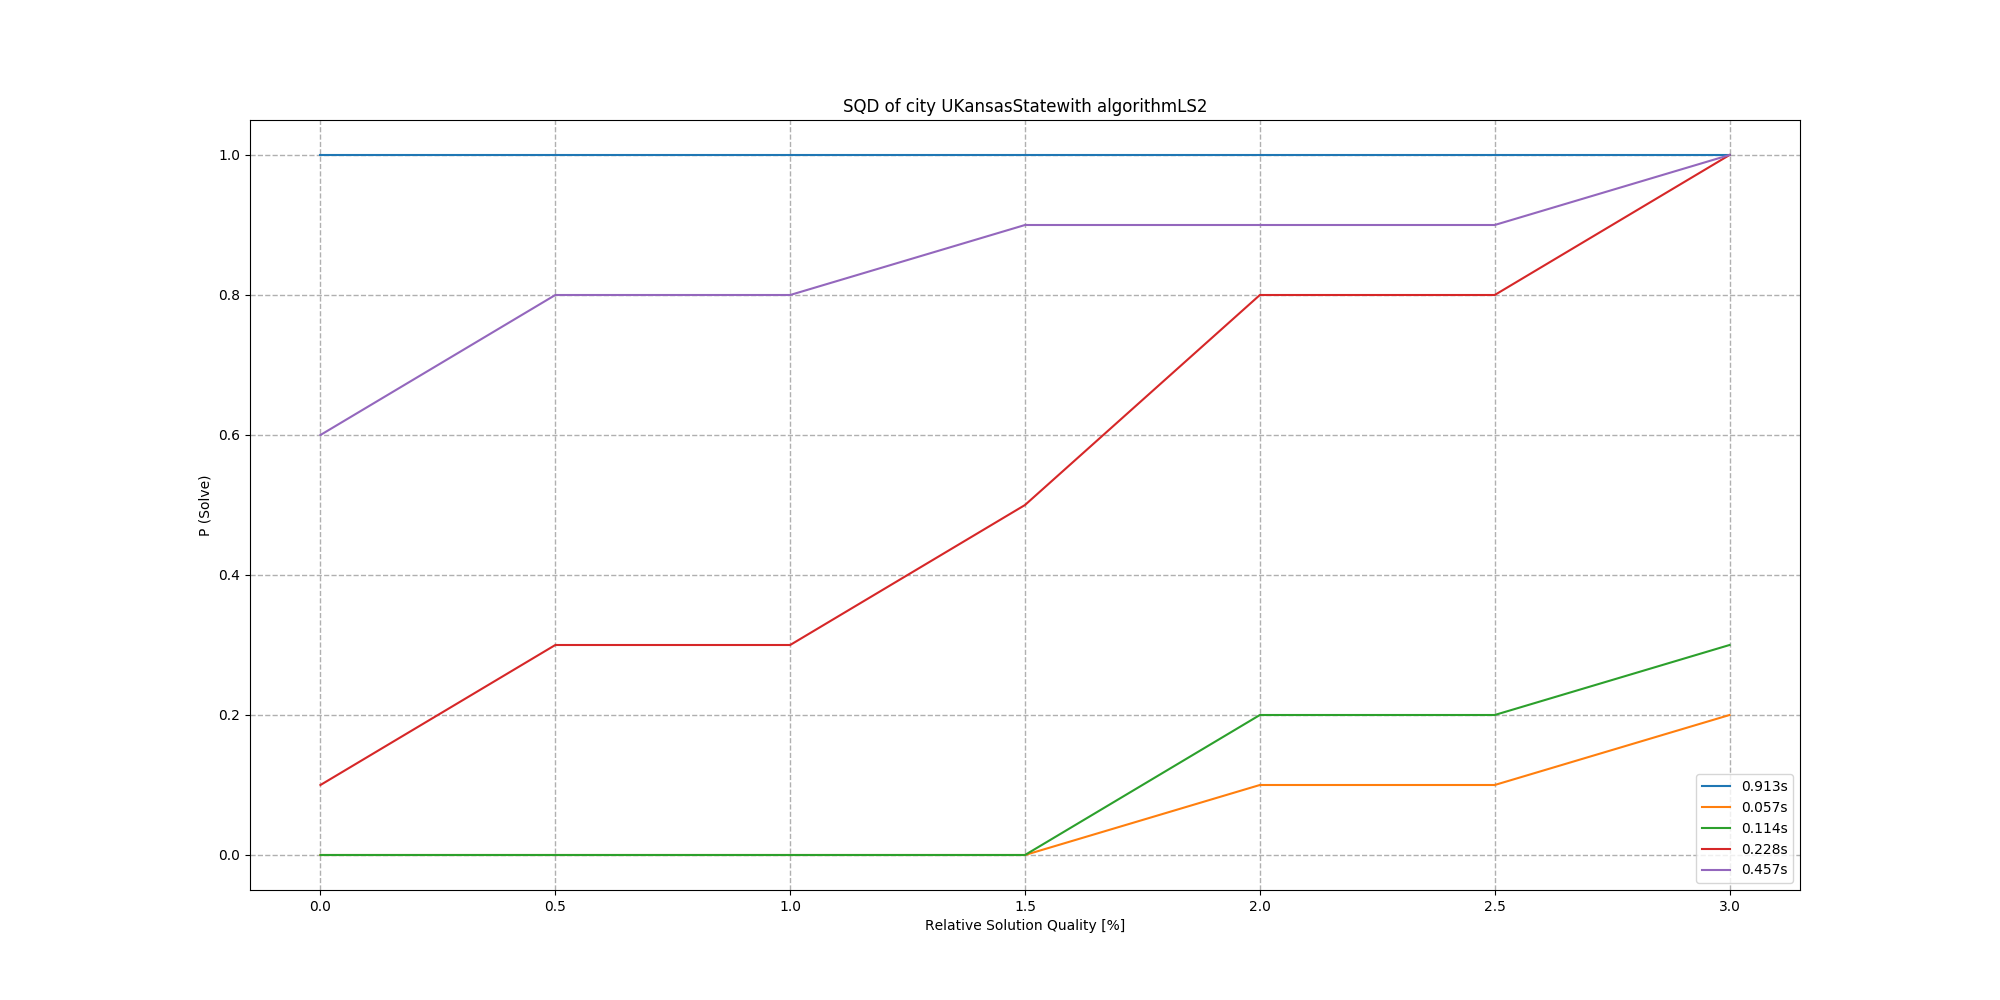 SQD of city UKansasStatewith algorithmLS2
1.0
0.8
0.6
0.4
0.2
0.0
P (Solve)
0.913s
0.057s
0.114s
0.228s
0.457s
0.0 0.5 1.0 1.5 2.0 2.5 3.0
Relative Solution Quality [%]